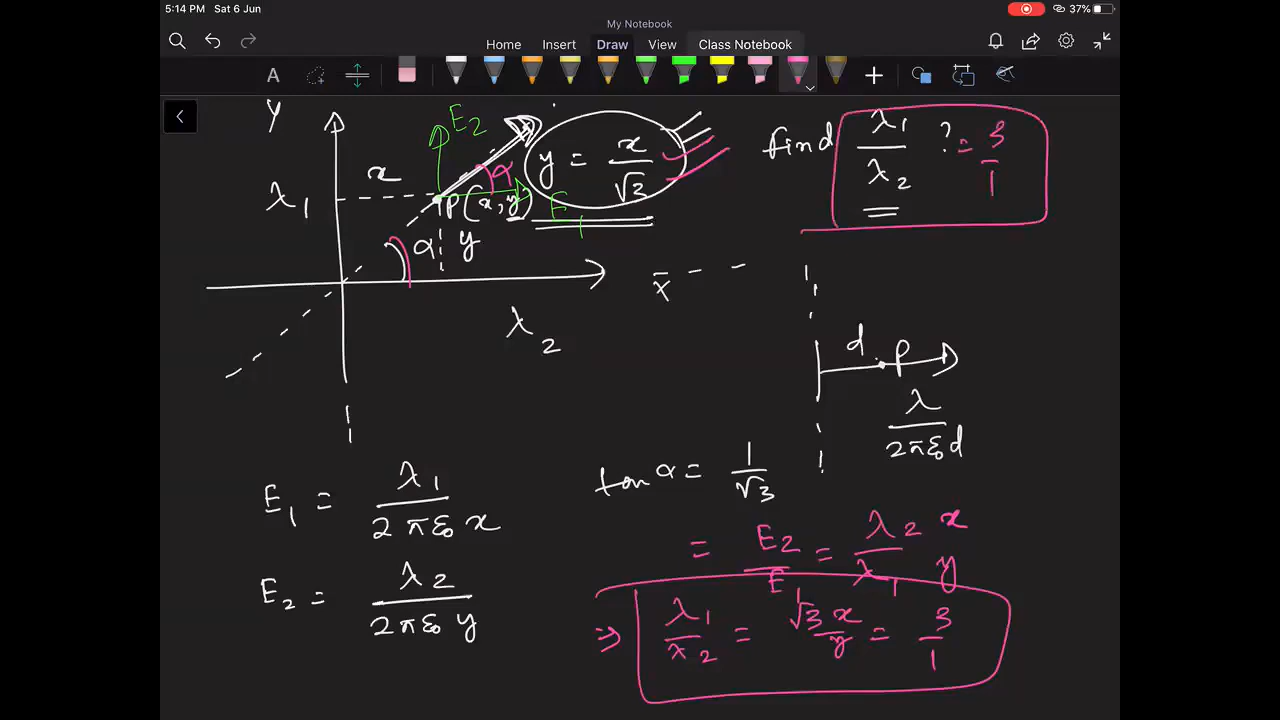 5:14 PM Sat 6 Jun
37%
My Notebook
Home Insert Draw View Class Notebook
A
y
E2
α
y = x/√3
find λ1/λ2 ? = 3/1
x
λ1
P(x,y)
E1
α
y
x
λ2
d
P
λ/2πε0d
E1 = λ1/2πε0x
tan α = 1/√3
= E2/E1 = λ2 x/λ1 y
E2 = λ2/2πε0y
⇒ λ1/λ2 = √3 x/y = 3/1